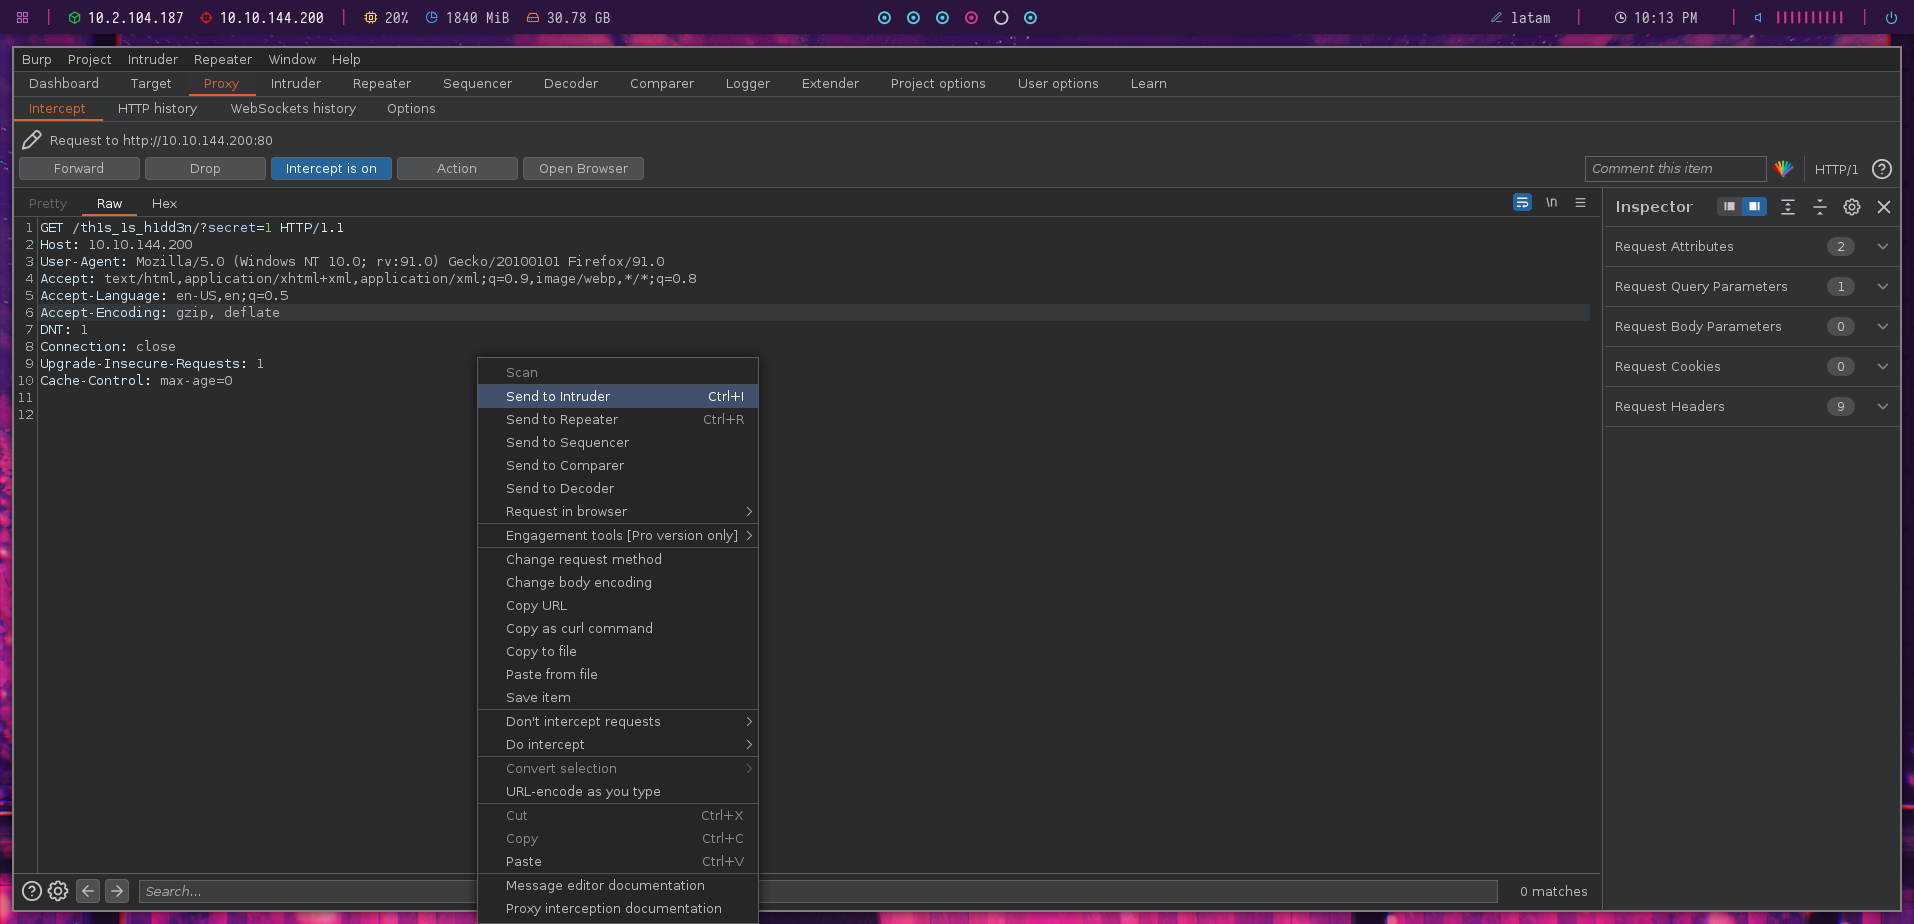 10.2.104.187 10.10.144.200 20% 1840 MiB 30.78 GB latam 10:13 PM
Burp Project Intruder Repeater Window Help
Dashboard Target Proxy Intruder Repeater Sequencer Decoder Comparer Logger Extender Project options User options Learn
Intercept HTTP history WebSockets history Options
Request to http://10.10.144.200:80
Forward Drop Intercept is on Action Open Browser Comment this item HTTP/1 ?
Pretty Raw Hex \n Inspector
1 GET /th1s_1s_h1dd3n/?secret=1 HTTP/1.1
2 Host: 10.10.144.200
3 User-Agent: Mozilla/5.0 (Windows NT 10.0; rv:91.0) Gecko/20100101 Firefox/91.0
4 Accept: text/html,application/xhtml+xml,application/xml;q=0.9,image/webp,*/*;q=0.8
5 Accept-Language: en-US,en;q=0.5
6 Accept-Encoding: gzip, deflate
7 DNT: 1
8 Connection: close
9 Upgrade-Insecure-Requests: 1
10 Cache-Control: max-age=0
11
12
Scan
Send to Intruder Ctrl+I
Send to Repeater Ctrl+R
Send to Sequencer
Send to Comparer
Send to Decoder
Request in browser
Engagement tools [Pro version only]
Change request method
Change body encoding
Copy URL
Copy as curl command
Copy to file
Paste from file
Save item
Don't intercept requests
Do intercept
Convert selection
URL-encode as you type
Cut Ctrl+X
Copy Ctrl+C
Paste Ctrl+V
Message editor documentation
Proxy interception documentation
Request Attributes 2
Request Query Parameters 1
Request Body Parameters 0
Request Cookies 0
Request Headers 9
? Search... 0 matches